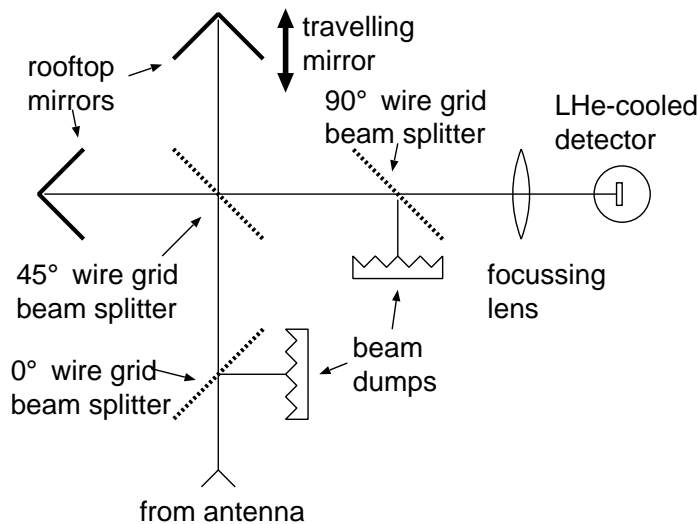 travelling
mirror
rooftop
mirrors
90° wire grid
beam splitter
LHe-cooled
detector
45° wire grid
beam splitter
focussing
lens
0° wire grid
beam splitter
beam
dumps
from antenna